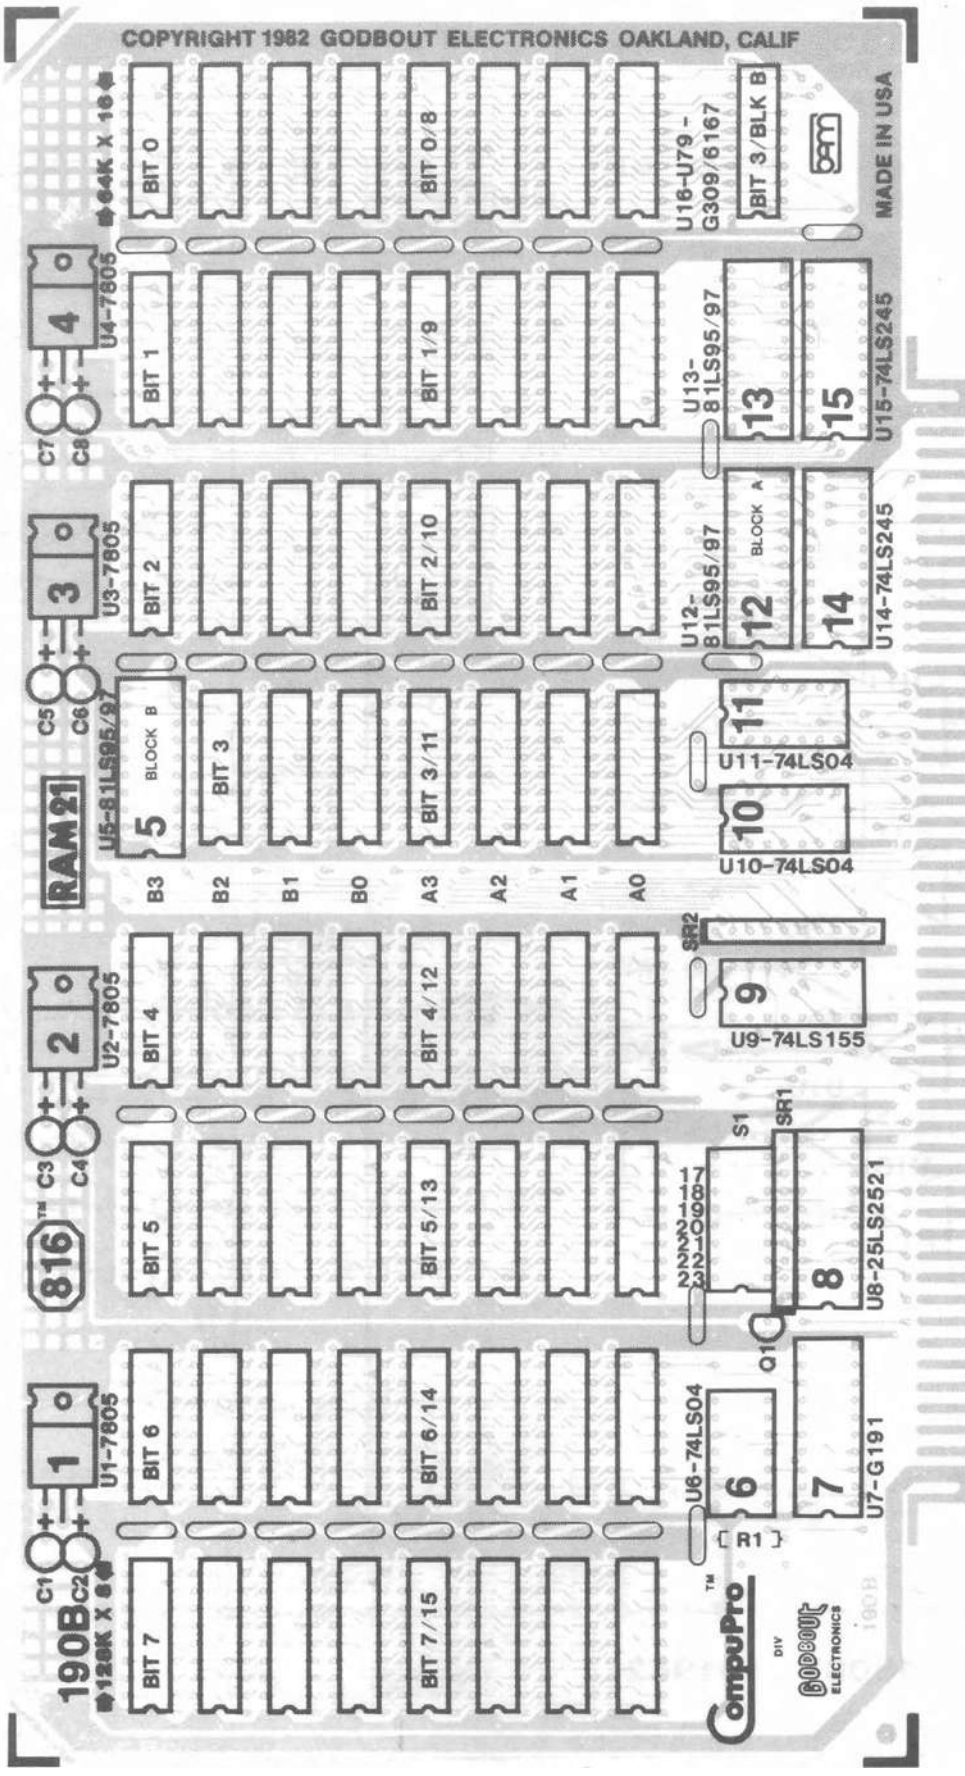 COPYRIGHT 1982 GODBOUT ELECTRONICS OAKLAND, CALIF
64K X 16
BIT 0
BIT 0/8
U16-U79 -
G309/6167
BIT 3/BLK B
MADE IN USA
4
U4-7805
C7
C8
BIT 1
BIT 1/9
U13-
81LS95/97
13
15
U15-74LS245
3
U3-7805
C5
C6
BIT 2
BIT 2/10
U12-
81LS95/97
12
BLOCK A
14
U14-74LS245
U5-81LS95/97
5
BLOCK B
BIT 3
BIT 3/11
11
U11-74LS04
10
U10-74LS04
RAM21
B3
B2
B1
B0
A3
A2
A1
A0
SR2
2
U2-7805
C3
C4
BIT 4
BIT 4/12
9
U9-74LS155
816™
BIT 5
BIT 5/13
17
18
19
20
21
22
23
S1
SR1
8
U8-25LS2521
Q1
1
U1-7805
C1
C2
BIT 6
BIT 6/14
U6-74LS04
6
7
U7-G191
R1
190B
128K X 8
BIT 7
BIT 7/15
CompuPro™
DIV
GODBOUT
ELECTRONICS
190B